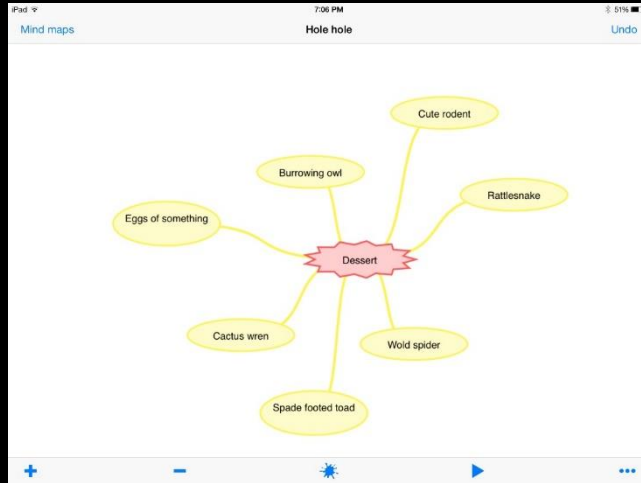 iPad 7:06 PM 51%
Mind maps Hole hole Undo
Cute rodent
Burrowing owl
Rattlesnake
Eggs of something
Dessert
Cactus wren
Wold spider
Spade footed toad